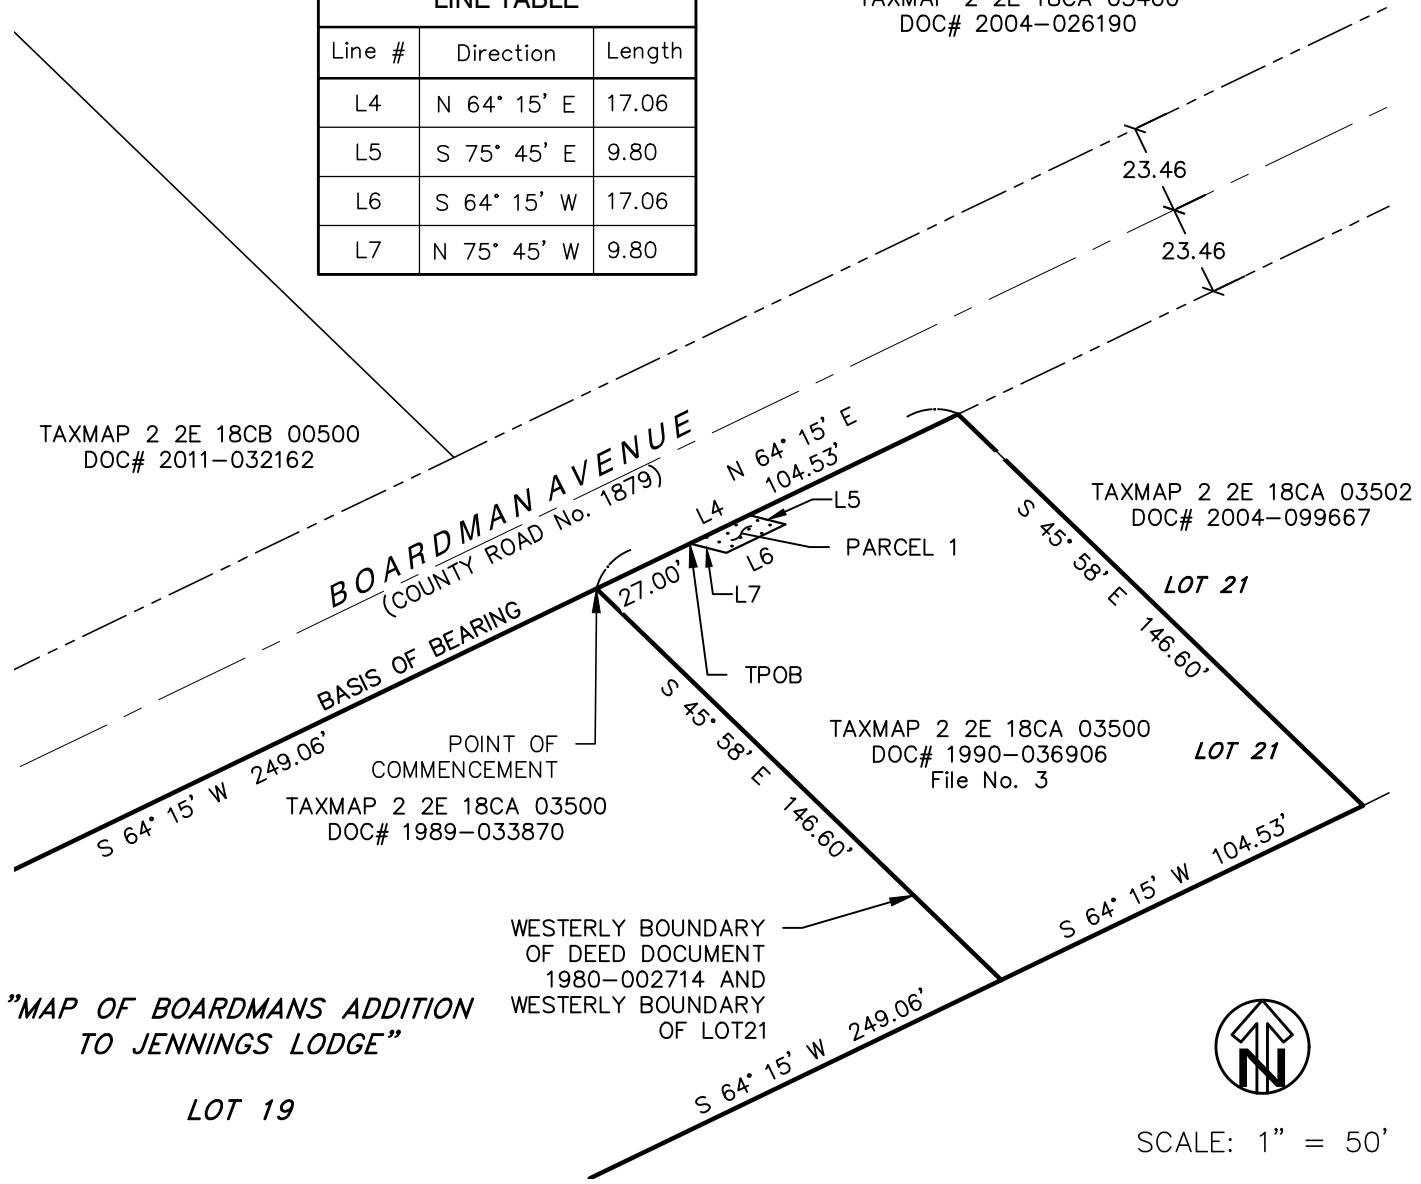 LINE TABLE
Line # Direction Length
L4 N 64° 15' E 17.06
L5 S 75° 45' E 9.80
L6 S 64° 15' W 17.06
L7 N 75° 45' W 9.80
DOC# 2004-026190
23.46
23.46
TAXMAP 2 2E 18CB 00500
DOC# 2011-032162
BOARDMAN AVENUE
(COUNTY ROAD No. 1879)
N 64° 15' E
104.53'
L4
L5
PARCEL 1
L6
L7
27.00'
TPOB
TAXMAP 2 2E 18CA 03502
DOC# 2004-099667
LOT 21
S 45° 58' E 146.60'
BASIS OF BEARING
S 64° 15' W 249.06'
POINT OF
COMMENCEMENT
TAXMAP 2 2E 18CA 03500
DOC# 1989-033870
S 45° 58' E 146.60'
TAXMAP 2 2E 18CA 03500
DOC# 1990-036906
File No. 3
LOT 21
S 64° 15' W 104.53'
WESTERLY BOUNDARY
OF DEED DOCUMENT
1980-002714 AND
WESTERLY BOUNDARY
OF LOT21
S 64° 15' W 249.06'
"MAP OF BOARDMANS ADDITION
TO JENNINGS LODGE"
LOT 19
N
SCALE: 1" = 50'